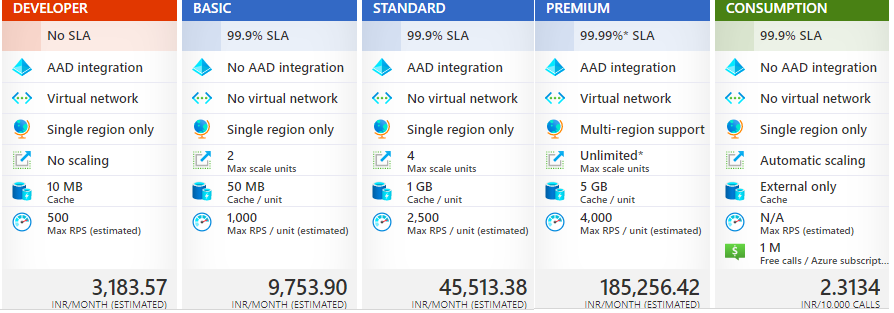 DEVELOPER
No SLA
AAD integration
Virtual network
Single region only
No scaling
10 MB
Cache
500
Max RPS (estimated)
3,183.57
INR/MONTH (ESTIMATED)
BASIC
99.9% SLA
No AAD integration
No virtual network
Single region only
2
Max scale units
50 MB
Cache / unit
1,000
Max RPS / unit (estimated)
9,753.90
INR/MONTH (ESTIMATED)
STANDARD
99.9% SLA
AAD integration
No virtual network
Single region only
4
Max scale units
1 GB
Cache / unit
2,500
Max RPS / unit (estimated)
45,513.38
INR/MONTH (ESTIMATED)
PREMIUM
99.99%* SLA
AAD integration
Virtual network
Multi-region support
Unlimited*
Max scale units
5 GB
Cache / unit
4,000
Max RPS / unit (estimated)
185,256.42
INR/MONTH (ESTIMATED)
CONSUMPTION
99.9% SLA
No AAD integration
No virtual network
Single region only
Automatic scaling
External only
Cache
N/A
Max RPS (estimated)
$
1 M
Free calls / Azure subscript...
2.3134
INR/10.000 CALLS